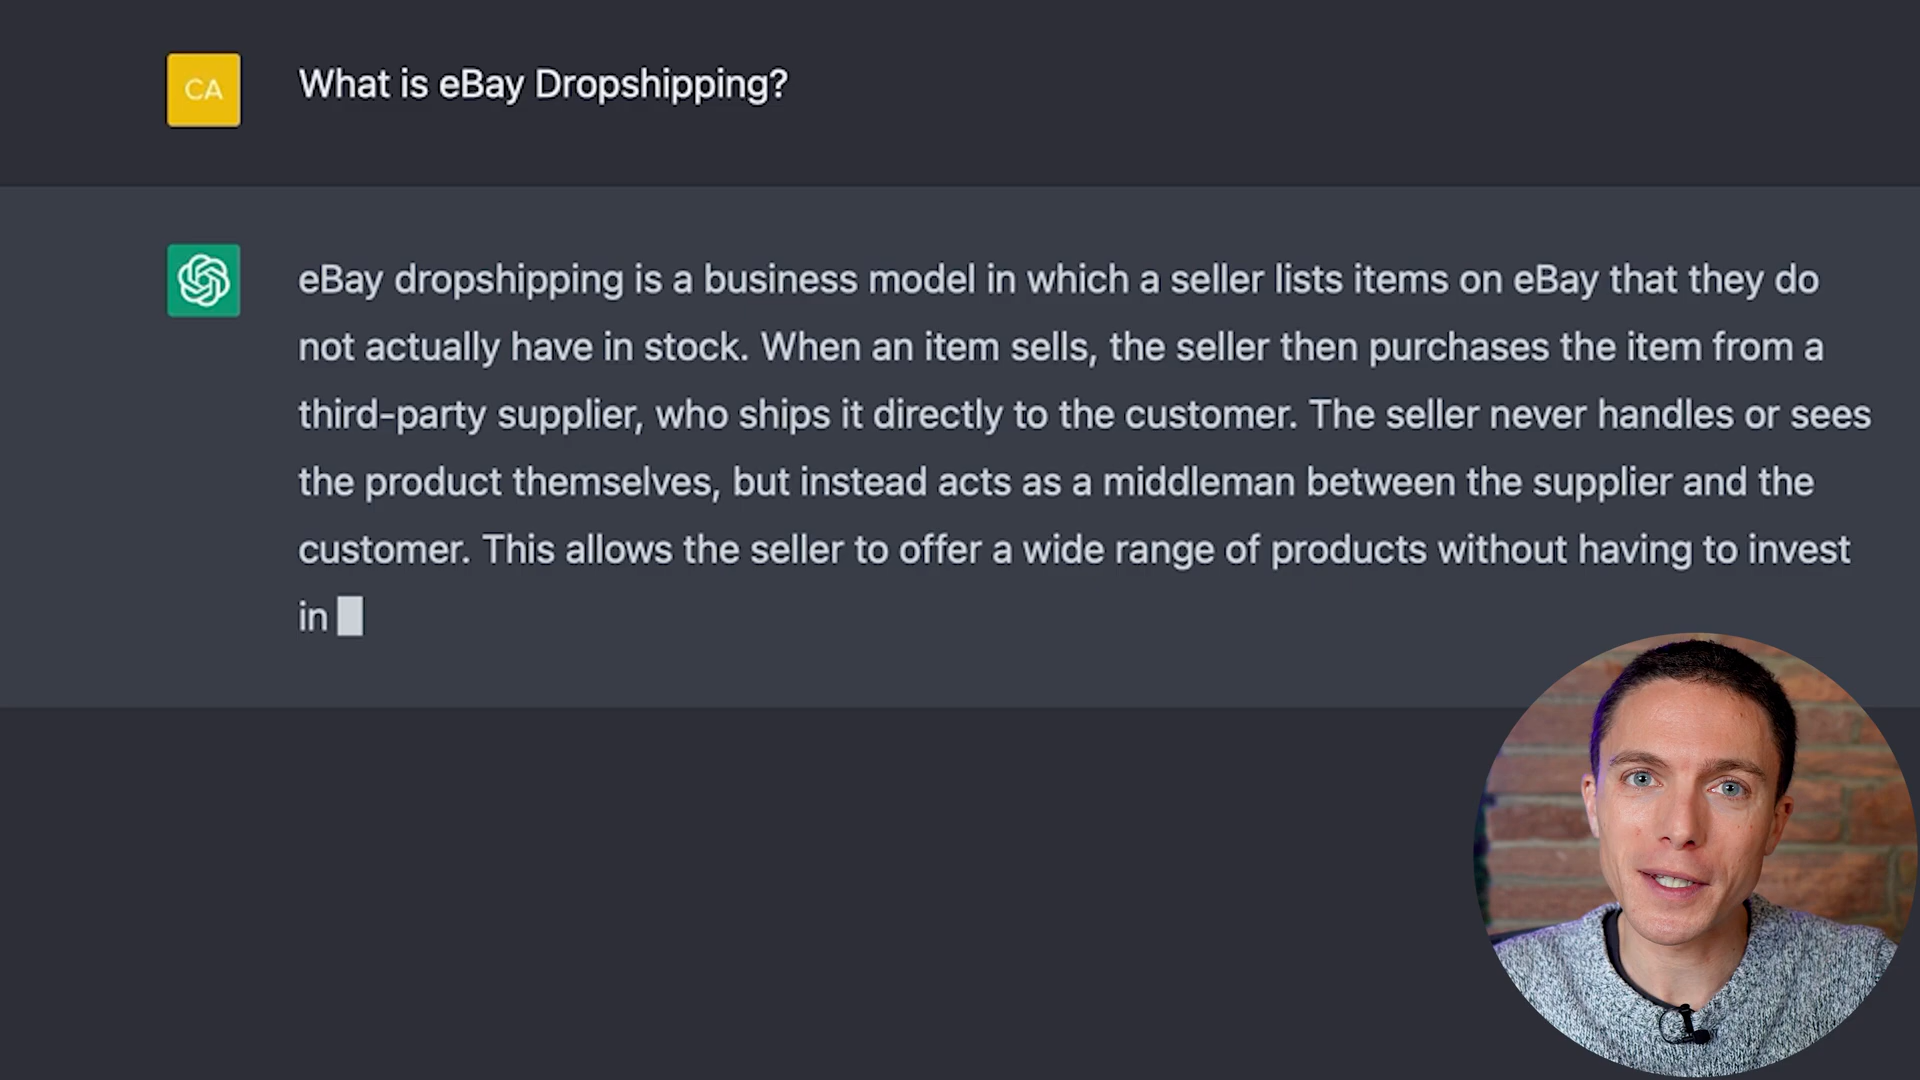 CA
What is eBay Dropshipping?
eBay dropshipping is a business model in which a seller lists items on eBay that they do
not actually have in stock. When an item sells, the seller then purchases the item from a
third-party supplier, who ships it directly to the customer. The seller never handles or sees
the product themselves, but instead acts as a middleman between the supplier and the
customer. This allows the seller to offer a wide range of products without having to invest
in